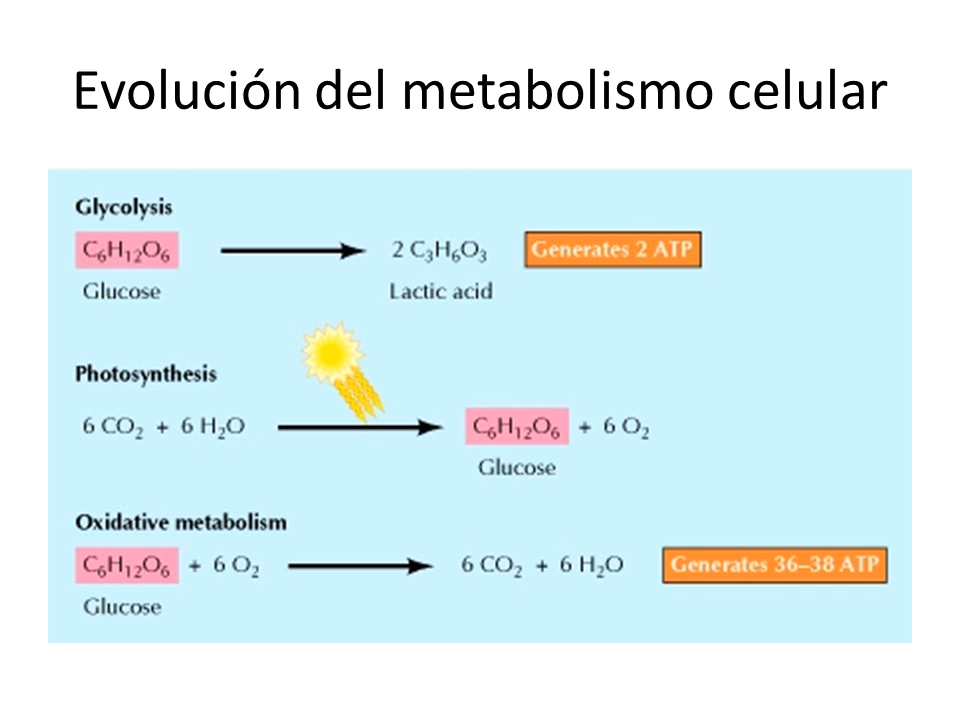 Evolución del metabolismo celular
Glycolysis
C₆H₁₂O₆ 2 C₃H₆O₃ Generates 2 ATP
Glucose Lactic acid
Photosynthesis
6 CO₂ + 6 H₂O C₆H₁₂O₆ + 6 O₂
Glucose
Oxidative metabolism
C₆H₁₂O₆ + 6 O₂ 6 CO₂ + 6 H₂O Generates 36–38 ATP
Glucose